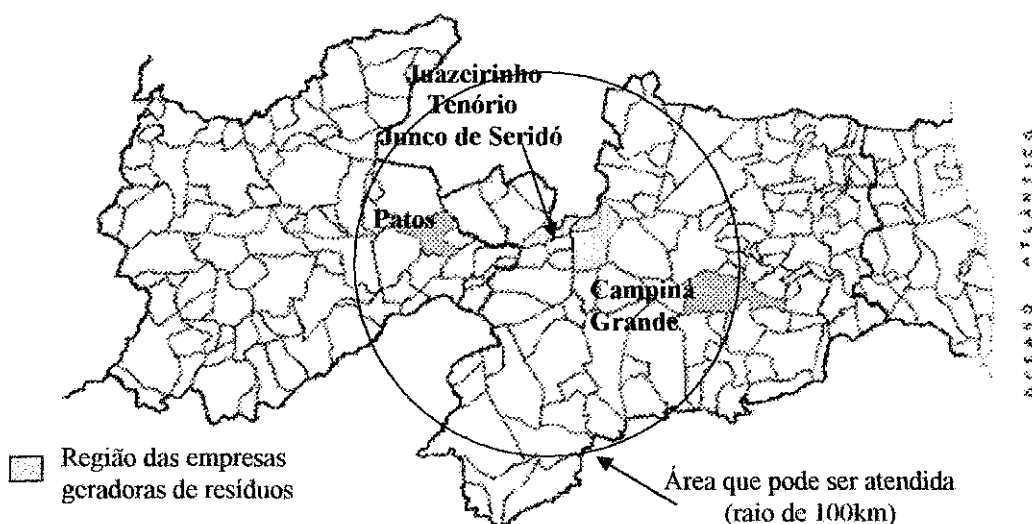 Juazeirinho
Tenório
Junco de Seridó
Patos
Campina
Grande
Região das empresas
geradoras de resíduos
Área que pode ser atendida
(raio de 100km)